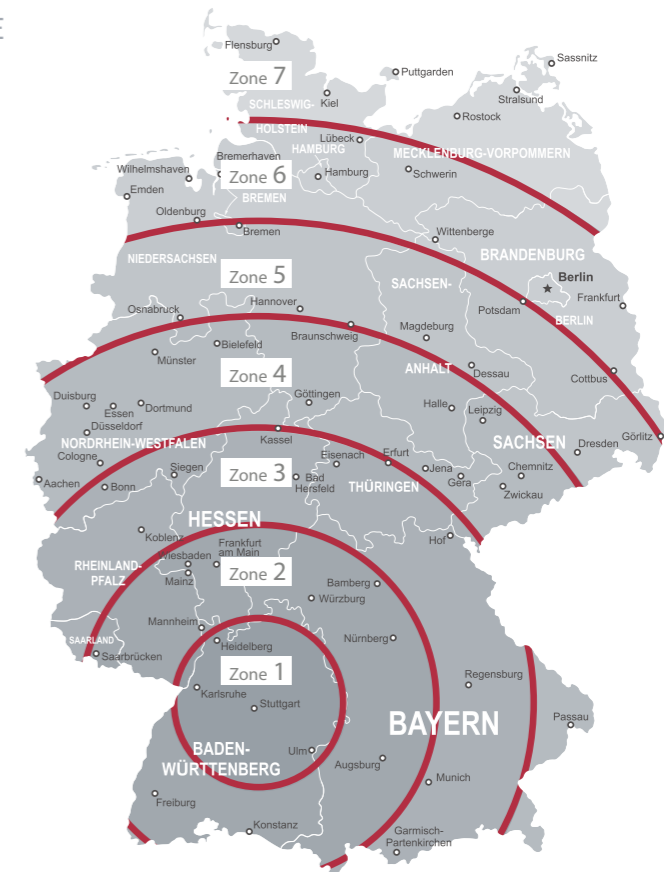 E
Flensburg
Sassnitz
Puttgarden
Zone 7
Stralsund
SCHLESWIG-
Kiel
Rostock
HOLSTEIN
Lübeck
HAMBURG
MECKLENBURG-VORPOMMERN
Bremerhaven
Wilhelmshaven
Zone 6
Hamburg
Schwerin
Emden
BREMEN
Oldenburg
Bremen
Wittenberge
BRANDENBURG
NIEDERSACHSEN
Zone 5
SACHSEN-
Berlin
Hannover
Potsdam
Frankfurt
Osnabruck
BERLIN
Braunschweig
Magdeburg
Bielefeld
Münster
ANHALT
Zone 4
Dessau
Cottbus
Göttingen
Duisburg
Dortmund
Essen
Halle
Leipzig
Düsseldorf
Görlitz
NORDRHEIN-WESTFALEN
Kassel
SACHSEN
Cologne
Eisenach
Erfurt
Dresden
Siegen
Zone 3
Jena
Chemnitz
Aachen
Bonn
Bad
Hersfeld
THÜRINGEN
Gera
Zwickau
HESSEN
Koblenz
Hof
Frankfurt
am Main
Wiesbaden
RHEINLAND-
PFALZ
Mainz
Zone 2
Bamberg
Würzburg
Mannheim
SAARLAND
Heidelberg
Nürnberg
Saarbrücken
Zone 1
Regensburg
Karlsruhe
Stuttgart
BAYERN
Passau
BADEN-
WÜRTTENBERG
Ulm
Augsburg
Munich
Freiburg
Konstanz
Garmisch-
Partenkirchen